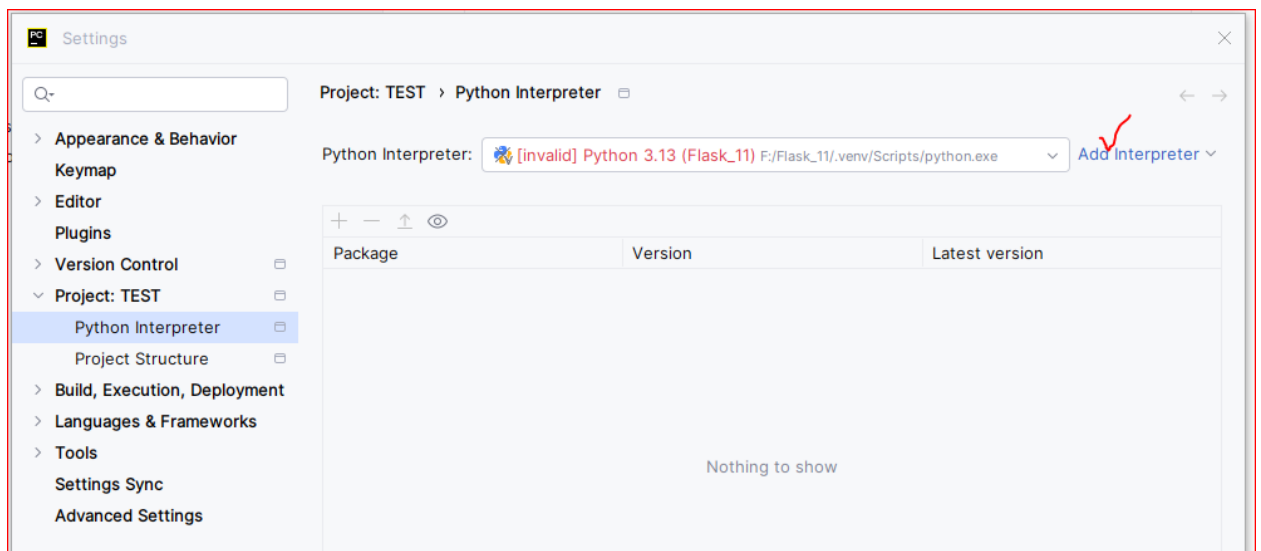 PC
Settings
Project: TEST › Python Interpreter
Appearance & Behavior
Python Interpreter: [invalid] Python 3.13 (Flask_11) F:/Flask_11/.venv/Scripts/python.exe Add Interpreter
Keymap
Editor
Plugins
Package Version Latest version
Version Control
Project: TEST
Python Interpreter
Project Structure
Build, Execution, Deployment
Languages & Frameworks
Tools
Nothing to show
Settings Sync
Advanced Settings